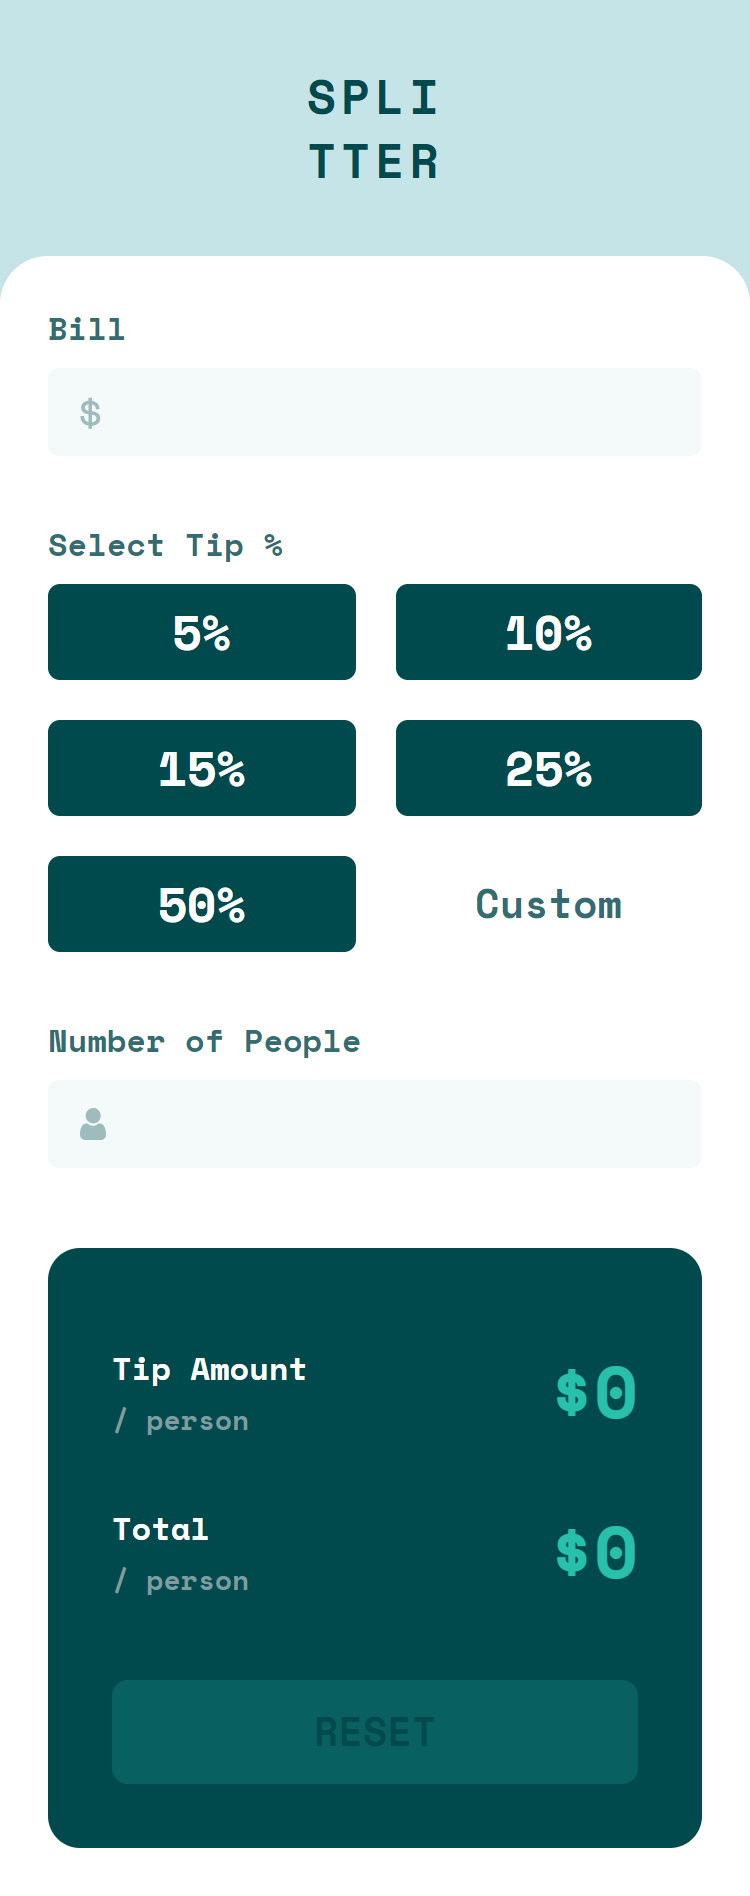 SPLI
TTER
Bill
$
Select Tip %
5%
10%
15%
25%
50%
Custom
Number of People
Tip Amount
/ person
$0
Total
/ person
$0
RESET